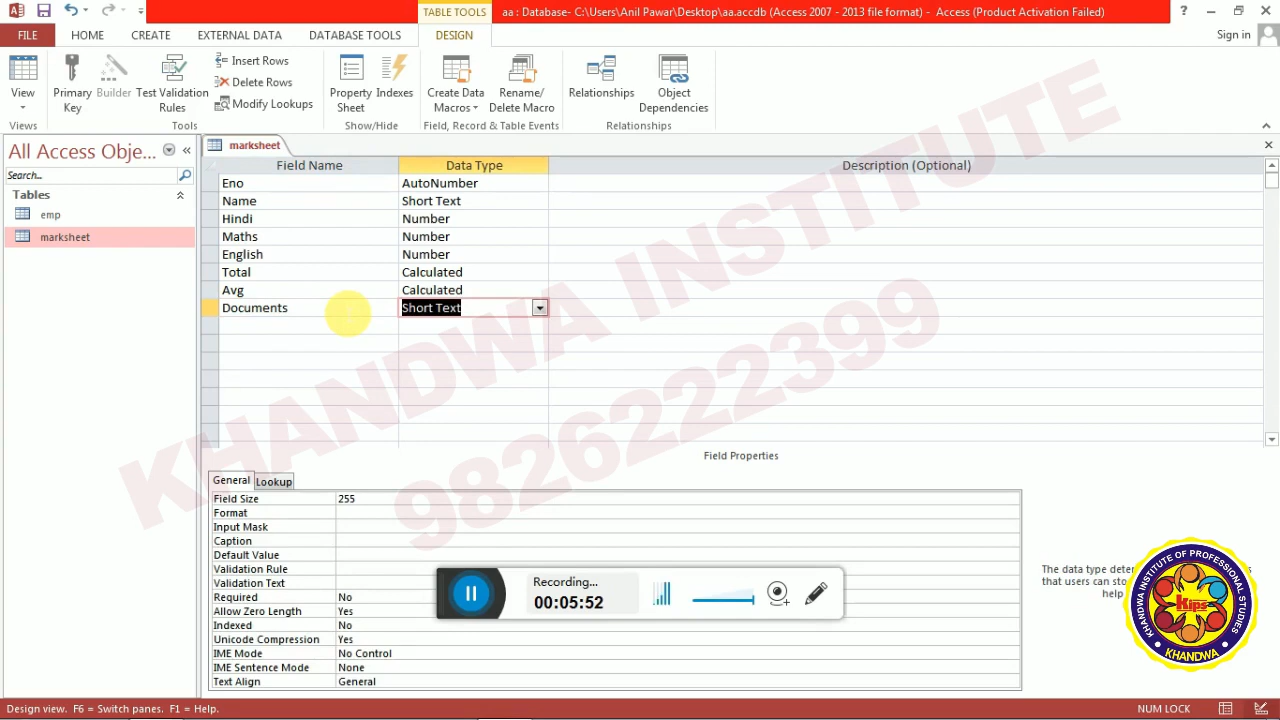 TABLE TOOLS
aa : Database- C:\Users\Anil Pawar\Desktop\aa.accdb (Access 2007 - 2013 file format) - Access (Product Activation Failed)
FILE HOME CREATE EXTERNAL DATA DATABASE TOOLS DESIGN Sign in
View
Primary Key
Builder
Test Validation Rules
Insert Rows
Delete Rows
Modify Lookups
Property Sheet
Indexes
Create Data Macros
Rename/ Delete Macro
Relationships
Object Dependencies
Views Tools Show/Hide Field, Record & Table Events Relationships
All Access Obje...
Search...
Tables
emp
marksheet
marksheet
Field Name Data Type Description (Optional)
Eno AutoNumber
Name Short Text
Hindi Number
Maths Number
English Number
Total Calculated
Avg Calculated
Documents Short Text
KHANDWA INSTITUTE
9826222399
Field Properties
General Lookup
Field Size 255
Format
Input Mask
Caption
Default Value
Validation Rule
Validation Text
Required No
Allow Zero Length Yes
Indexed No
Unicode Compression Yes
IME Mode No Control
IME Sentence Mode None
Text Align General
The data type deter
that users can sto
help
Recording...
00:05:52
KHANDWA INSTITUTE OF PROFESSIONAL STUDIES
Kips
KHANDWA
Design view. F6 = Switch panes. F1 = Help. NUM LOCK